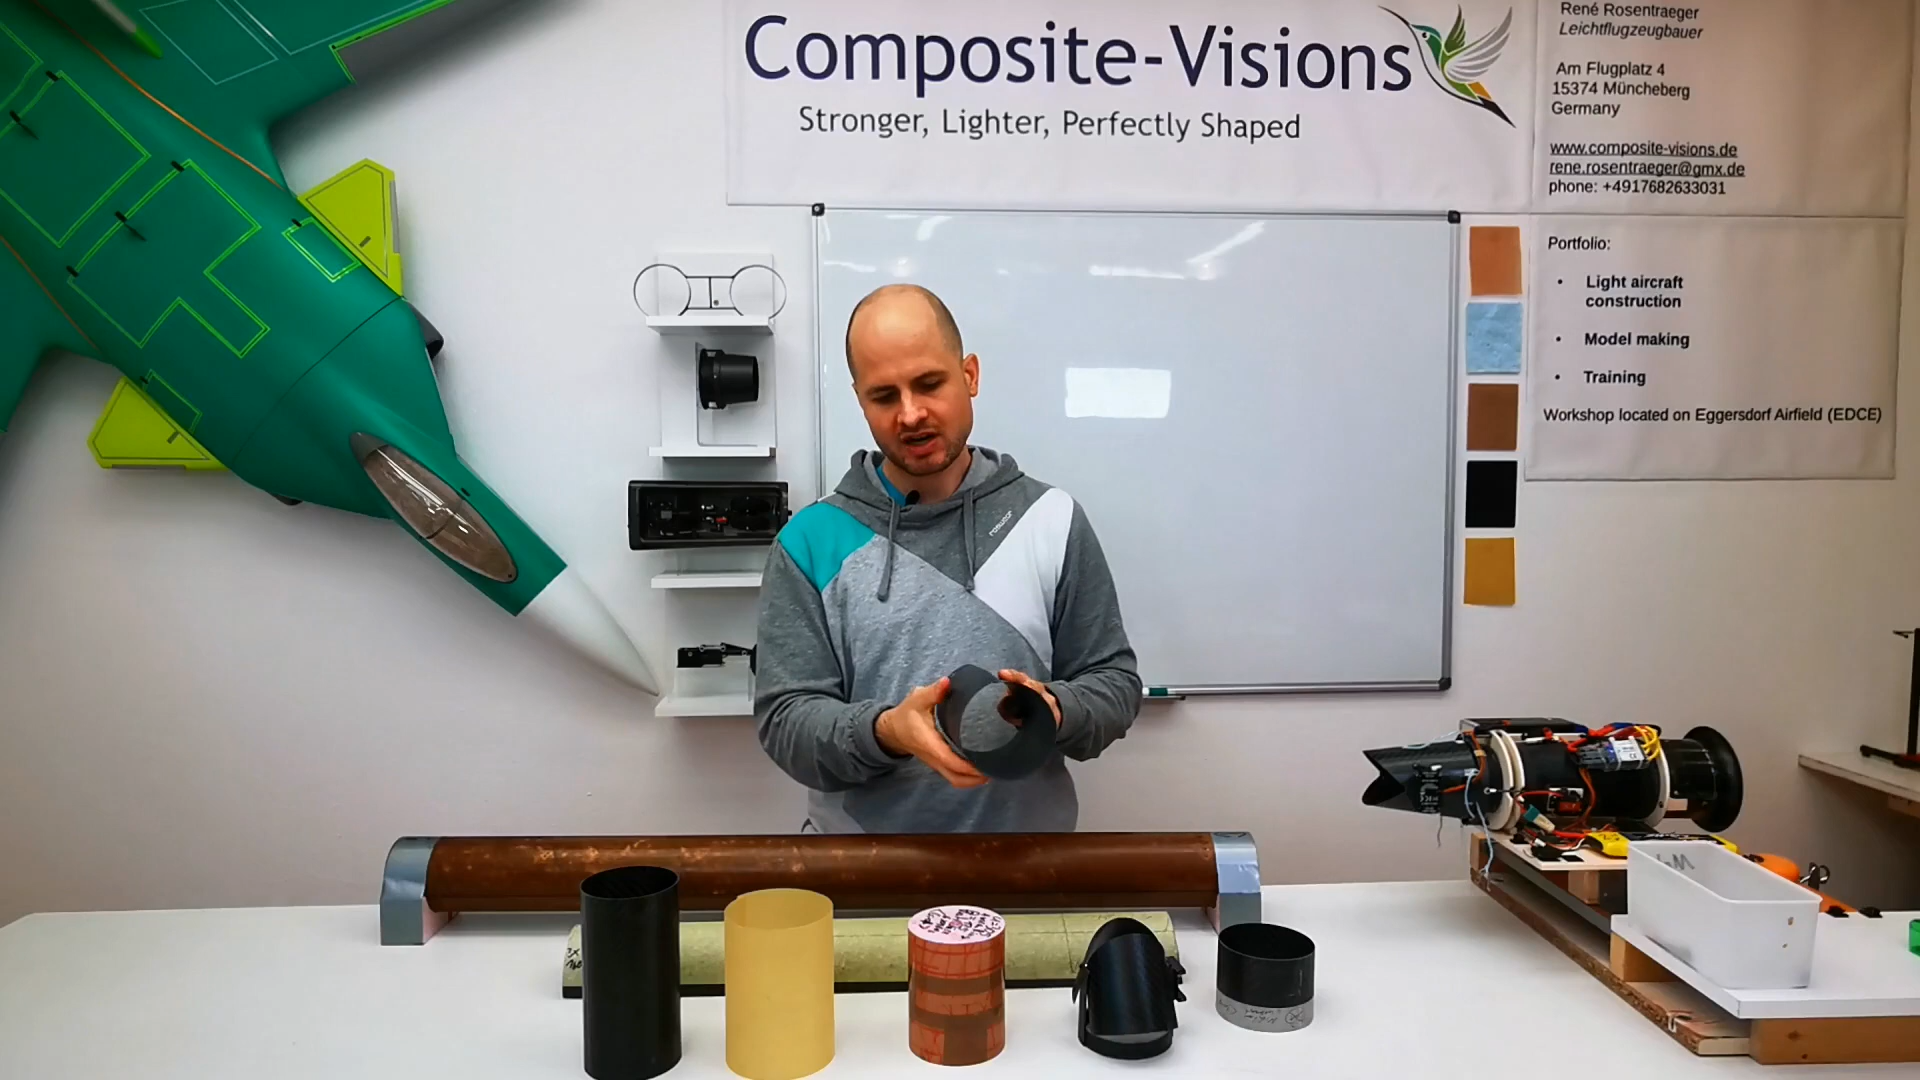 Composite-Visions
Stronger, Lighter, Perfectly Shaped
René Rosentraeger
Leichtflugzeugbauer
Am Flugplatz 4
15374 Müncheberg
Germany
www.composite-visions.de
rene.rosentraeger@gmx.de
phone: +4917682633031
Portfolio:
• Light aircraft
construction
• Model making
• Training
Workshop located on Eggersdorf Airfield (EDCE)